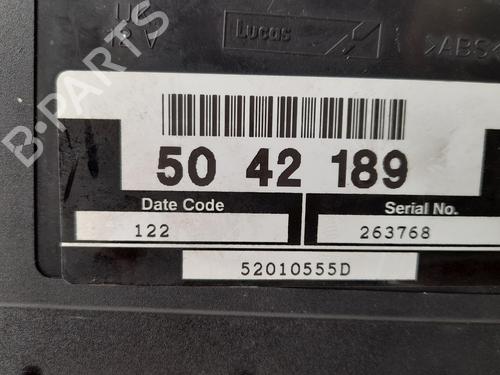 Lucas
>ABS<
50 42 189
Date Code
Serial No.
122
263768
52010555D
B-PARTS